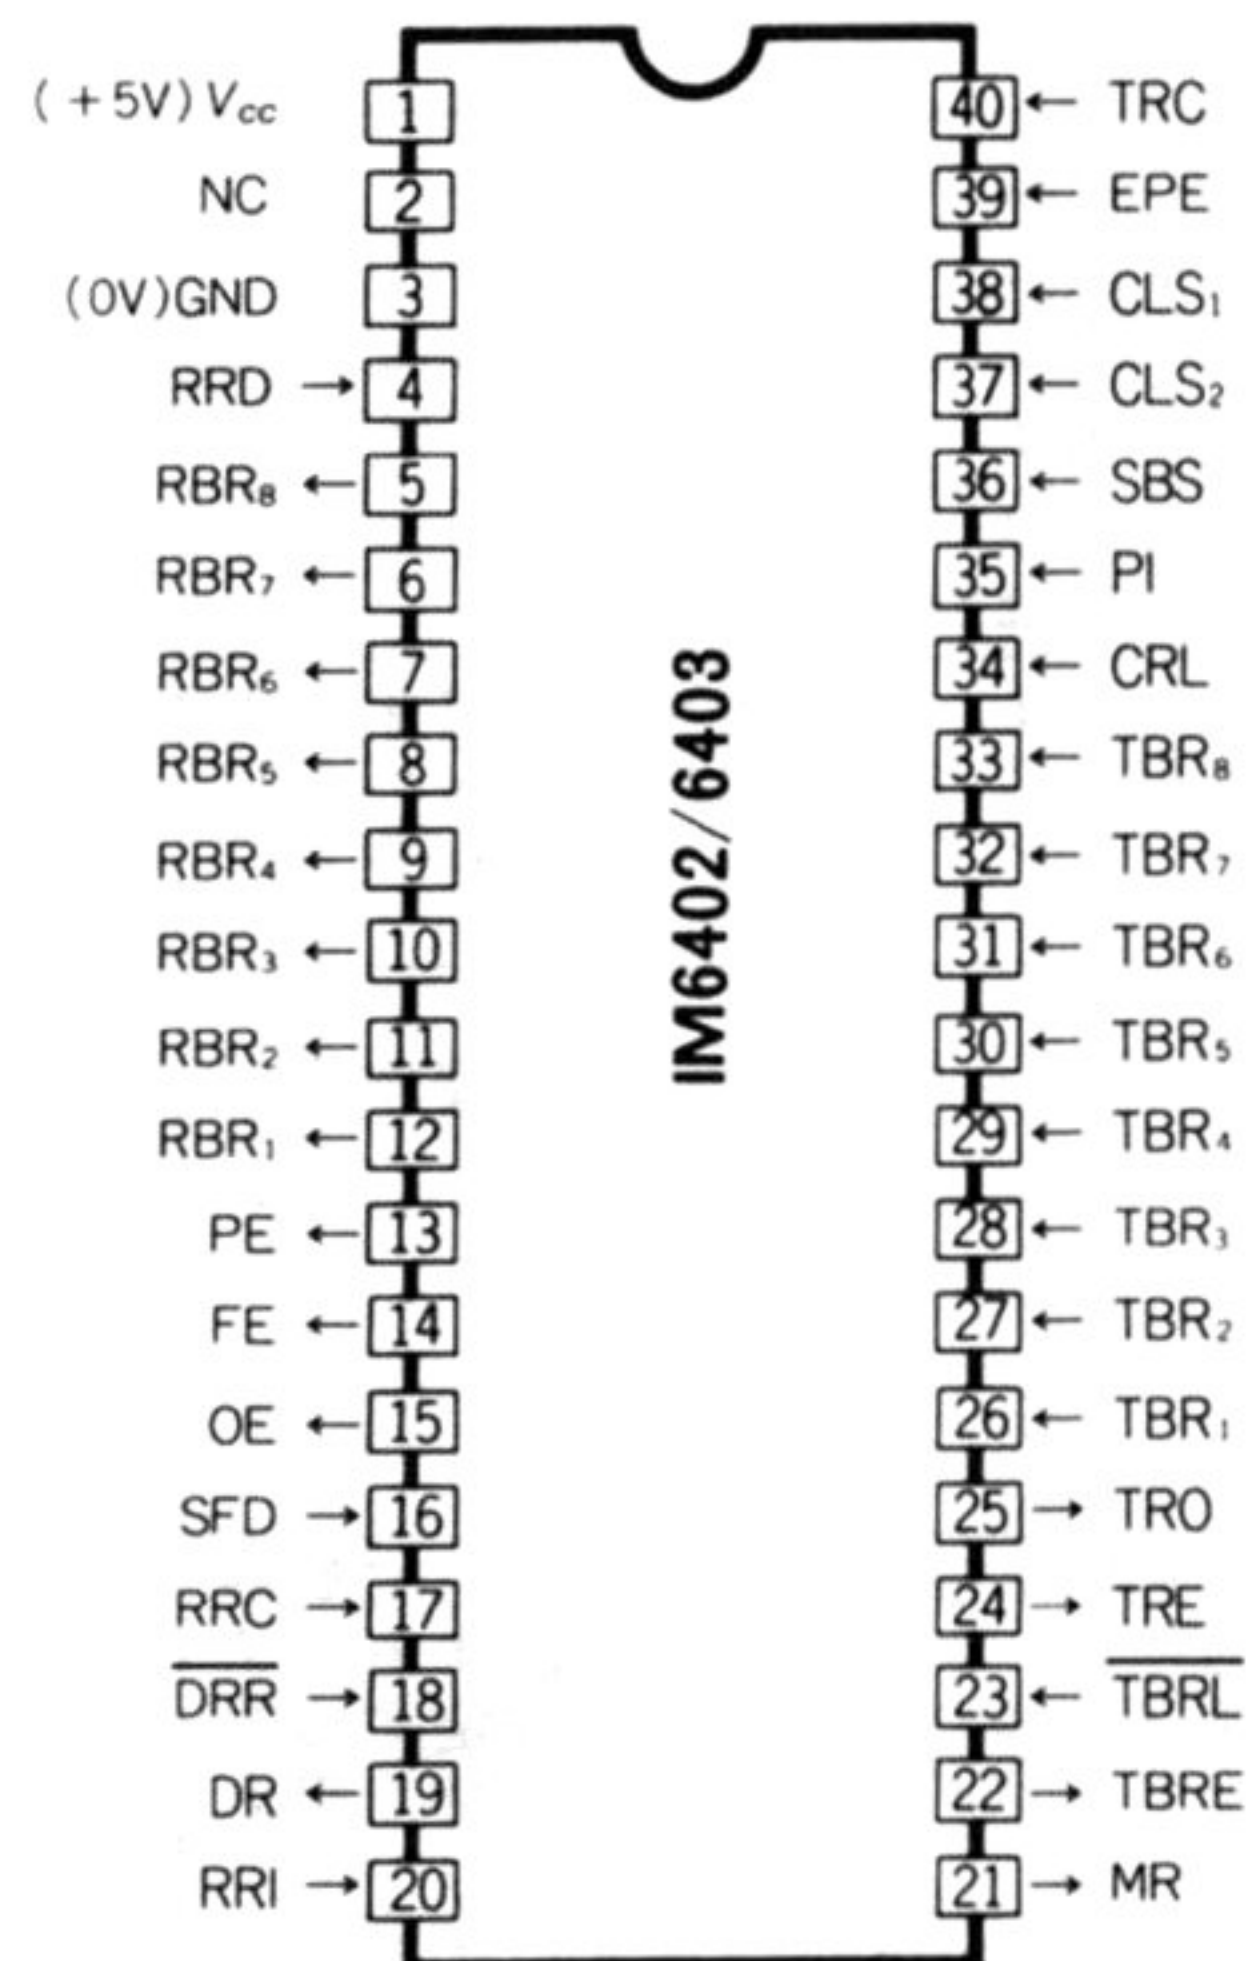 (+5V) Vcc 1
NC 2
(0V)GND 3
RRD → 4
RBR₈ ← 5
RBR₇ ← 6
RBR₆ ← 7
RBR₅ ← 8
RBR₄ ← 9
RBR₃ ← 10
RBR₂ ← 11
RBR₁ ← 12
PE ← 13
FE ← 14
OE ← 15
SFD → 16
RRC → 17
D̅R̅R̅ → 18
DR ← 19
RRI → 20
IM6402/6403
40 ← TRC
39 ← EPE
38 ← CLS₁
37 ← CLS₂
36 ← SBS
35 ← PI
34 ← CRL
33 ← TBR₈
32 ← TBR₇
31 ← TBR₆
30 ← TBR₅
29 ← TBR₄
28 ← TBR₃
27 ← TBR₂
26 ← TBR₁
25 → TRO
24 → TRE
23 ← T̅B̅R̅L̅
22 → TBRE
21 → MR